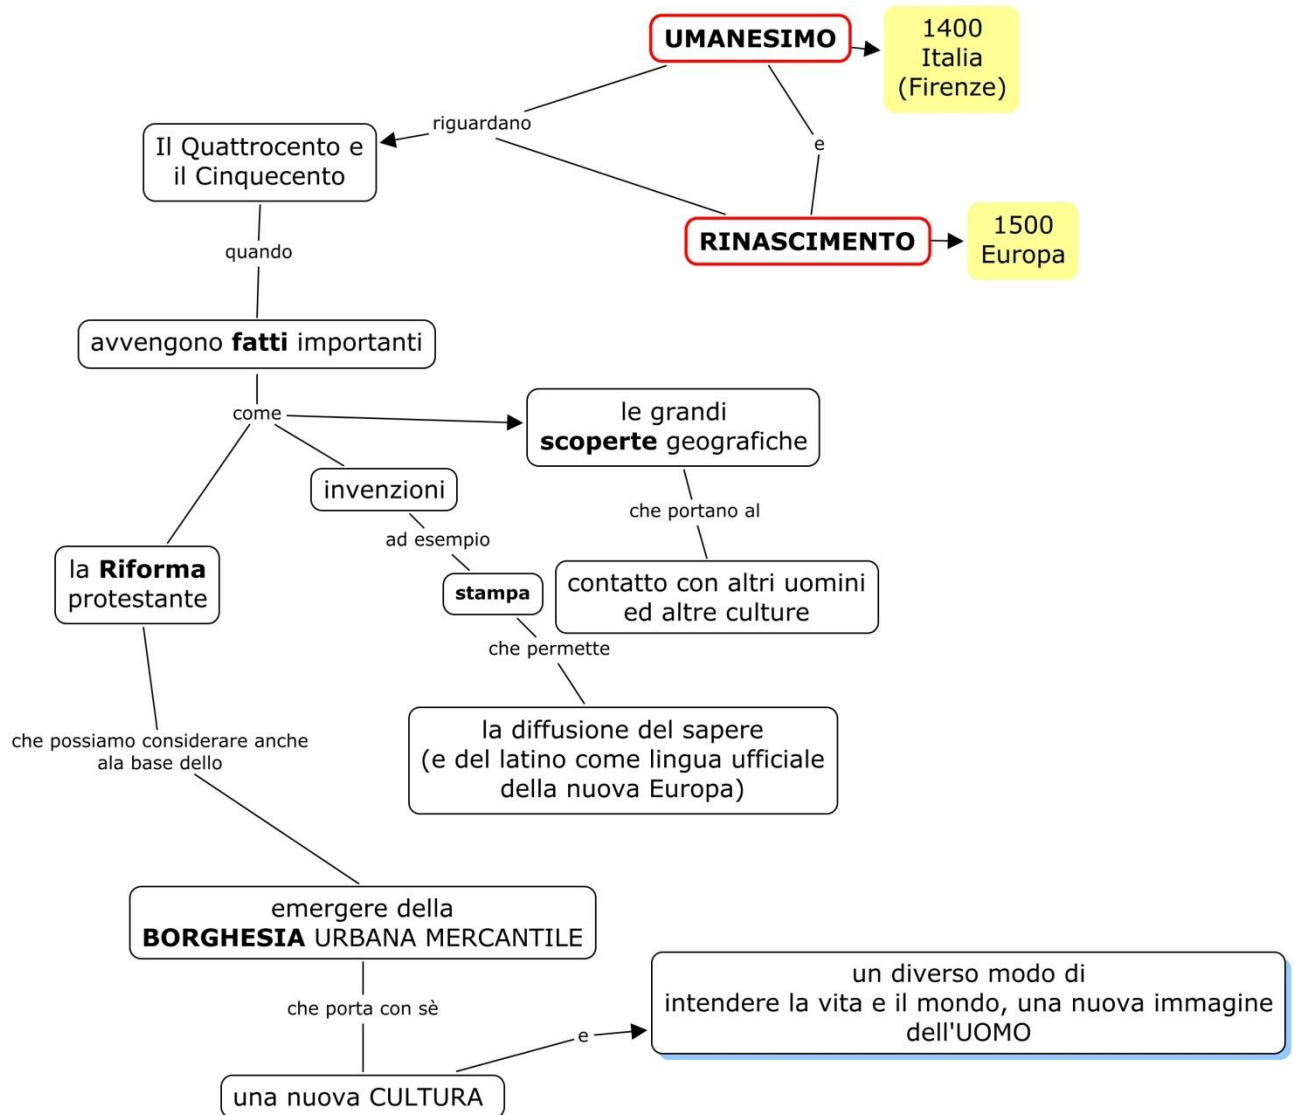 UMANESIMO
1400
Italia
(Firenze)
riguardano
Il Quattrocento e
il Cinquecento
e
RINASCIMENTO
1500
Europa
quando
avvengono fatti importanti
come
le grandi
scoperte geografiche
invenzioni
che portano al
ad esempio
la Riforma
protestante
stampa
contatto con altri uomini
ed altre culture
che permette
la diffusione del sapere
(e del latino come lingua ufficiale
della nuova Europa)
che possiamo considerare anche
ala base dello
emergere della
BORGHESIA URBANA MERCANTILE
che porta con sè
un diverso modo di
intendere la vita e il mondo, una nuova immagine
dell'UOMO
e
una nuova CULTURA